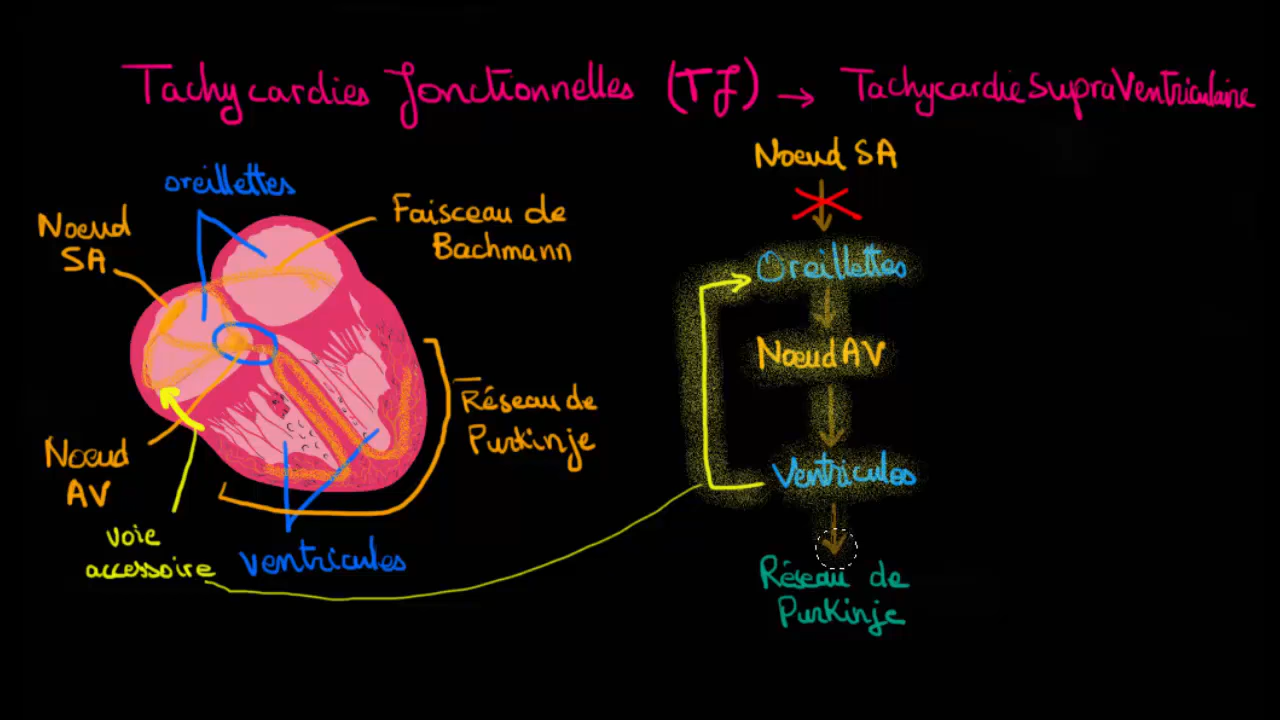 Tachycardies Jonctionnelles (TJ) → Tachycardie SupraVentriculaire
oreillettes
Noeud
SA
Faisceau de
Bachmann
Réseau de
Purkinje
Noeud
AV
voie
accessoire
ventricules
Noeud SA
Oreillettes
Noeud AV
Ventricules
Réseau de
Purkinje